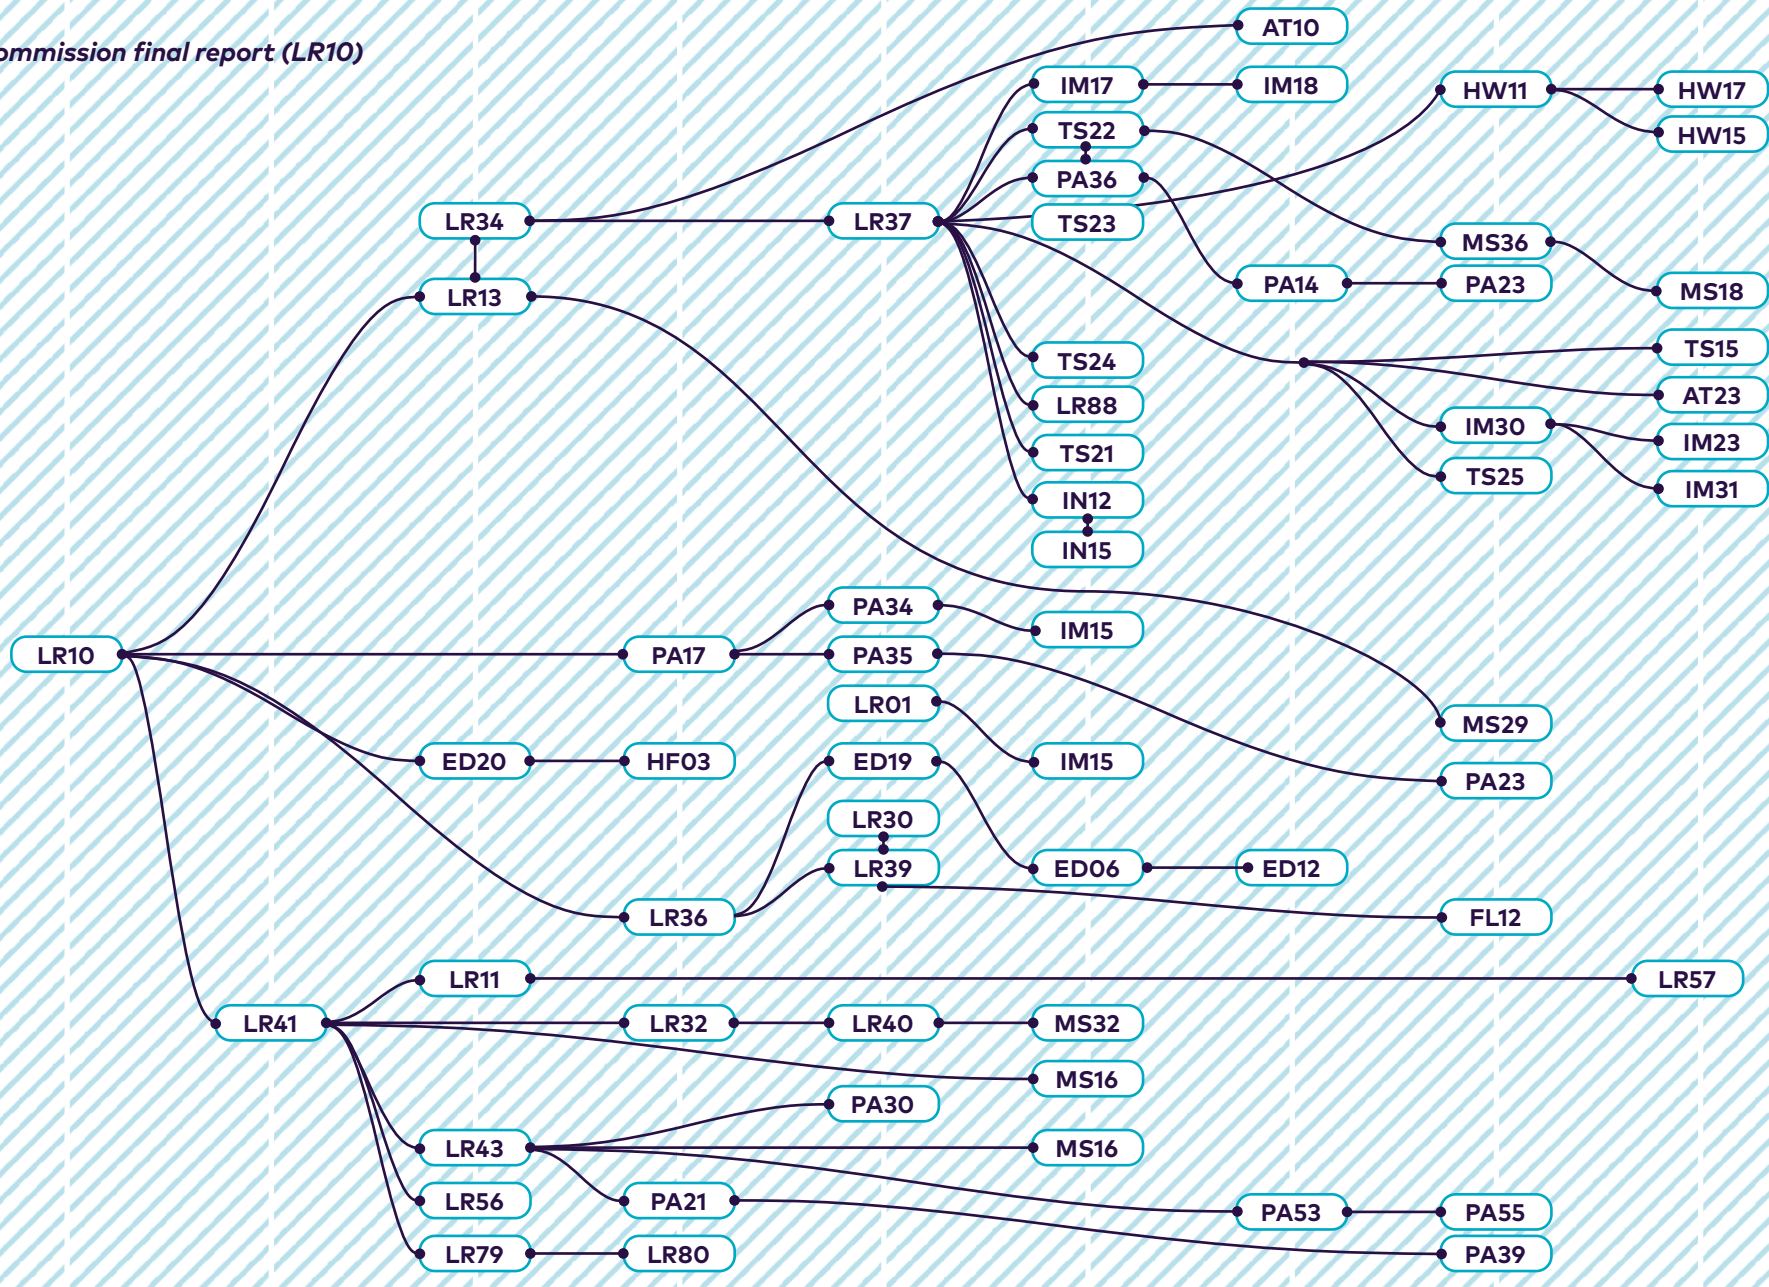 ommission final report (LR10)
AT10
IM17
IM18
HW11
HW17
TS22
HW15
PA36
LR34
LR37
TS23
MS36
LR13
PA14
PA23
MS18
TS15
TS24
AT23
LR88
IM30
IM23
TS21
TS25
IM31
IN12
IN15
PA34
IM15
LR10
PA17
PA35
LR01
MS29
ED20
HF03
ED19
IM15
PA23
LR30
LR39
ED06
ED12
LR36
FL12
LR11
LR57
LR41
LR32
LR40
MS32
MS16
PA30
LR43
MS16
LR56
PA21
PA53
PA55
LR79
LR80
PA39